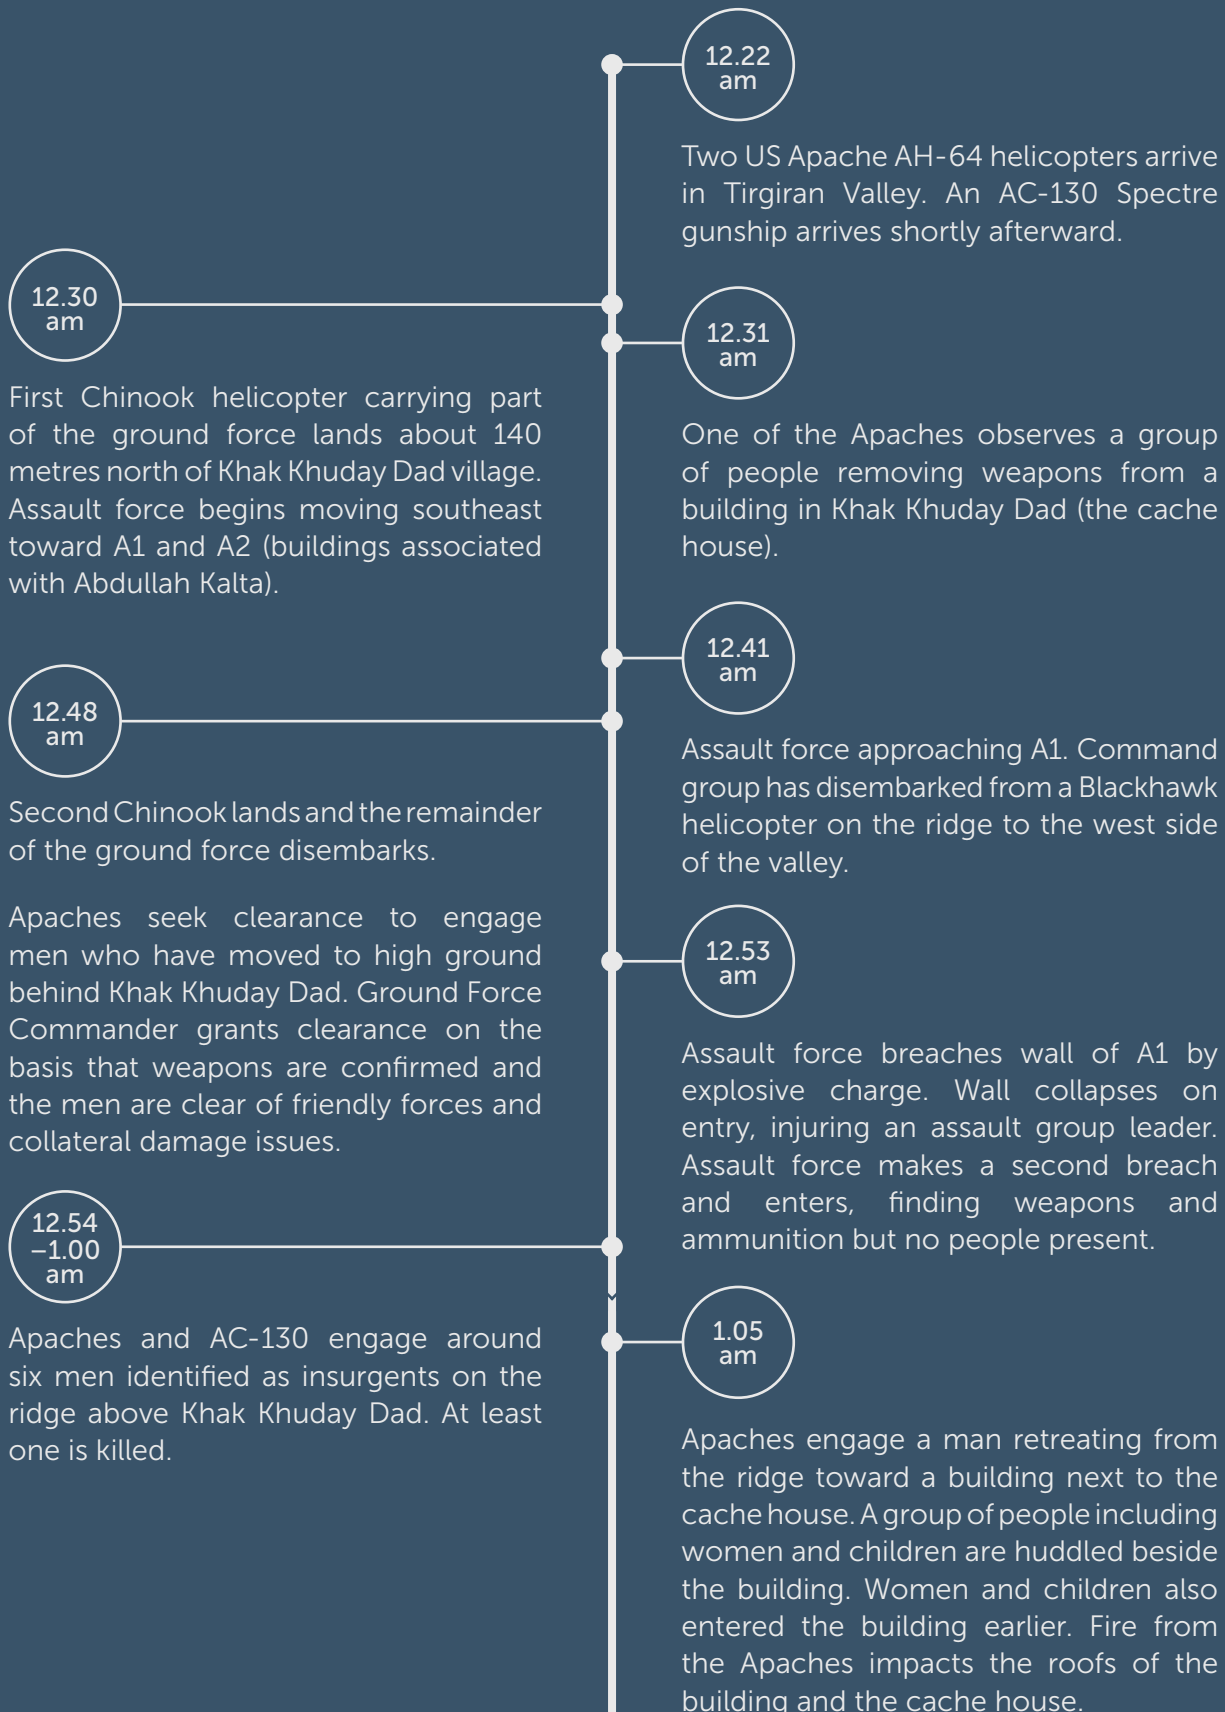 12.22
am
Two US Apache AH-64 helicopters arrive
in Tirgiran Valley. An AC-130 Spectre
gunship arrives shortly afterward.
12.30
am
First Chinook helicopter carrying part
of the ground force lands about 140
metres north of Khak Khuday Dad village.
Assault force begins moving southeast
toward A1 and A2 (buildings associated
with Abdullah Kalta).
12.31
am
One of the Apaches observes a group
of people removing weapons from a
building in Khak Khuday Dad (the cache
house).
12.41
am
Assault force approaching A1. Command
group has disembarked from a Blackhawk
helicopter on the ridge to the west side
of the valley.
12.48
am
Second Chinook lands and the remainder
of the ground force disembarks.
Apaches seek clearance to engage
men who have moved to high ground
behind Khak Khuday Dad. Ground Force
Commander grants clearance on the
basis that weapons are confirmed and
the men are clear of friendly forces and
collateral damage issues.
12.53
am
Assault force breaches wall of A1 by
explosive charge. Wall collapses on
entry, injuring an assault group leader.
Assault force makes a second breach
and enters, finding weapons and
ammunition but no people present.
12.54
–1.00
am
Apaches and AC-130 engage around
six men identified as insurgents on the
ridge above Khak Khuday Dad. At least
one is killed.
1.05
am
Apaches engage a man retreating from
the ridge toward a building next to the
cache house. A group of people including
women and children are huddled beside
the building. Women and children also
entered the building earlier. Fire from
the Apaches impacts the roofs of the
building and the cache house.